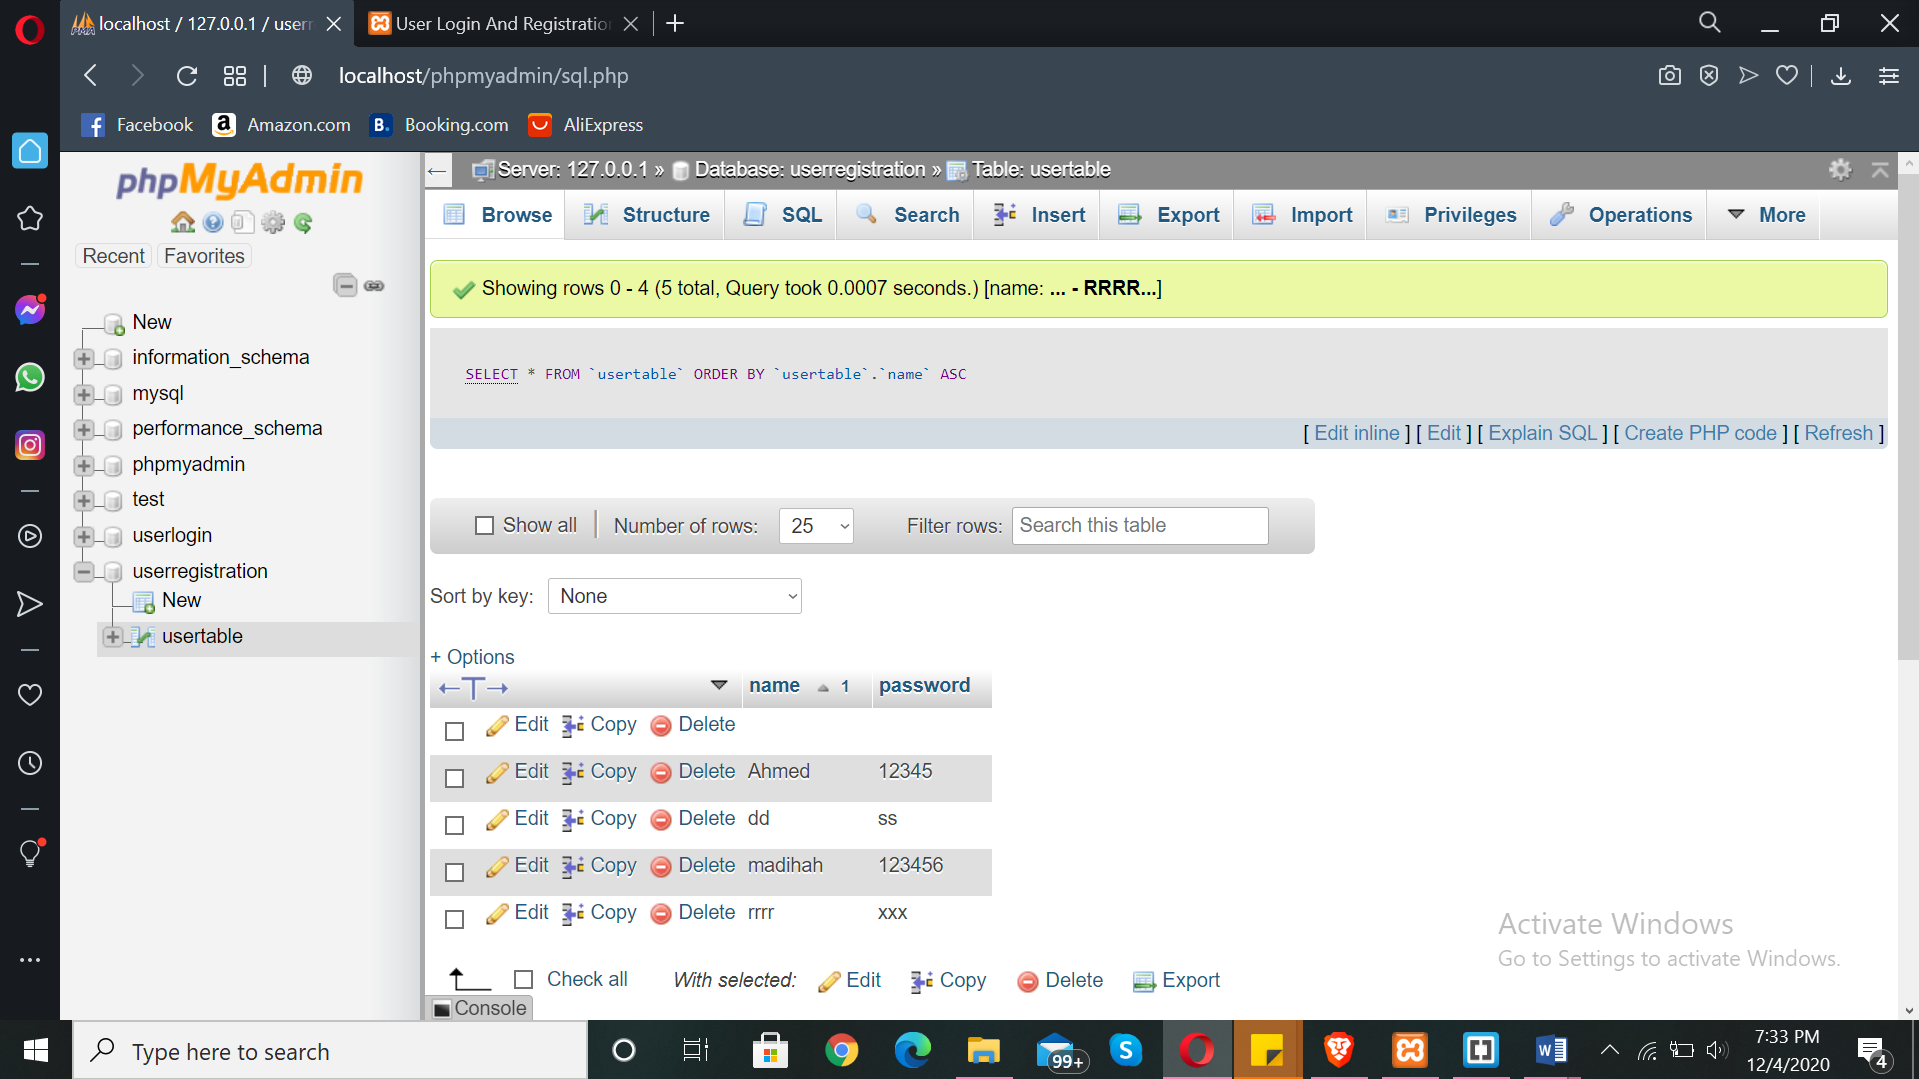 localhost / 127.0.0.1 / user
User Login And Registration
localhost/phpmyadmin/sql.php
Facebook
Amazon.com
Booking.com
AliExpress
phpMyAdmin
Recent
Favorites
New
information_schema
mysql
performance_schema
phpmyadmin
test
userlogin
userregistration
New
usertable
Server: 127.0.0.1 » Database: userregistration » Table: usertable
Browse
Structure
SQL
Search
Insert
Export
Import
Privileges
Operations
More
Showing rows 0 - 4 (5 total, Query took 0.0007 seconds.) [name: ... - RRRR...]
SELECT * FROM `usertable` ORDER BY `usertable`.`name` ASC
[ Edit inline ] [ Edit ] [ Explain SQL ] [ Create PHP code ] [ Refresh ]
Show all
Number of rows: 25
Filter rows: Search this table
Sort by key: None
+ Options
←T→ name 1 password
Edit Copy Delete
Edit Copy Delete Ahmed 12345
Edit Copy Delete dd ss
Edit Copy Delete madihah 123456
Edit Copy Delete rrrr xxx
Check all With selected: Edit Copy Delete Export
Console
Activate Windows
Go to Settings to activate Windows.
Type here to search
99+
7:33 PM
12/4/2020
4